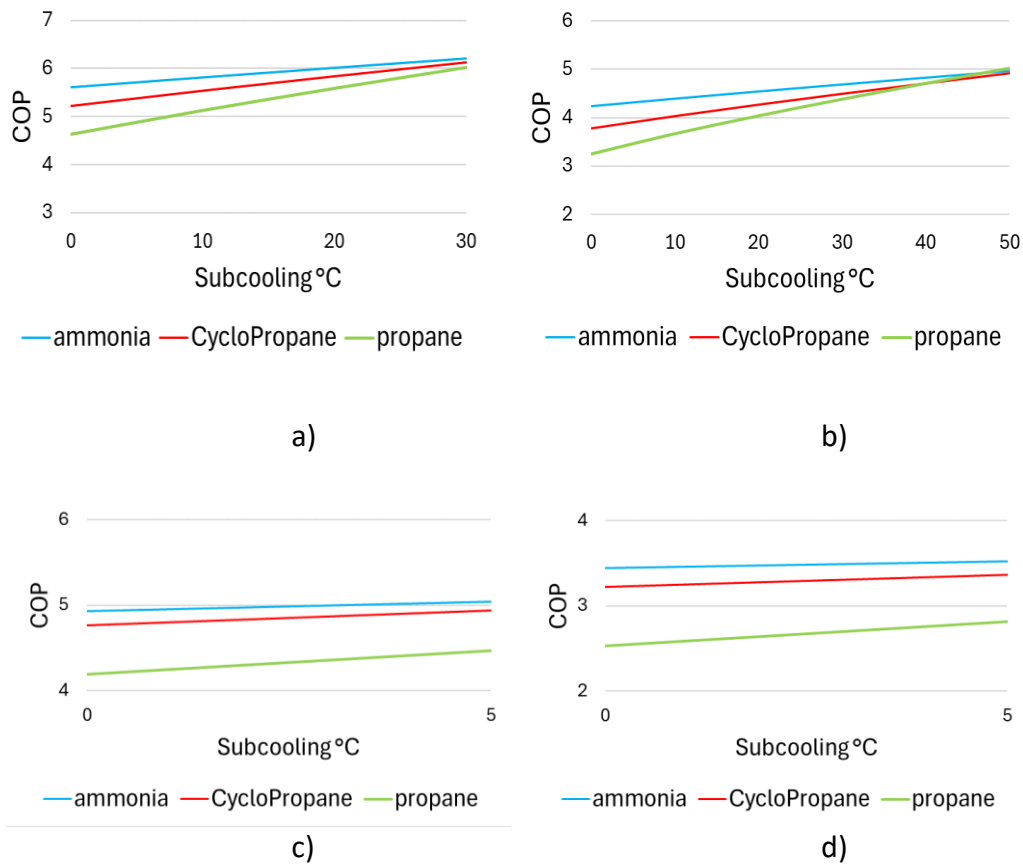 7
6
5
4
3
COP
0 10 20 30
Subcooling °C
ammonia CycloPropane propane
a)
6
5
4
3
2
COP
0 10 20 30 40 50
Subcooling °C
ammonia CycloPropane propane
b)
6
5
4
COP
0 5
Subcooling °C
ammonia CycloPropane propane
c)
4
3
2
COP
0 5
Subcooling °C
ammonia CycloPropane propane
d)